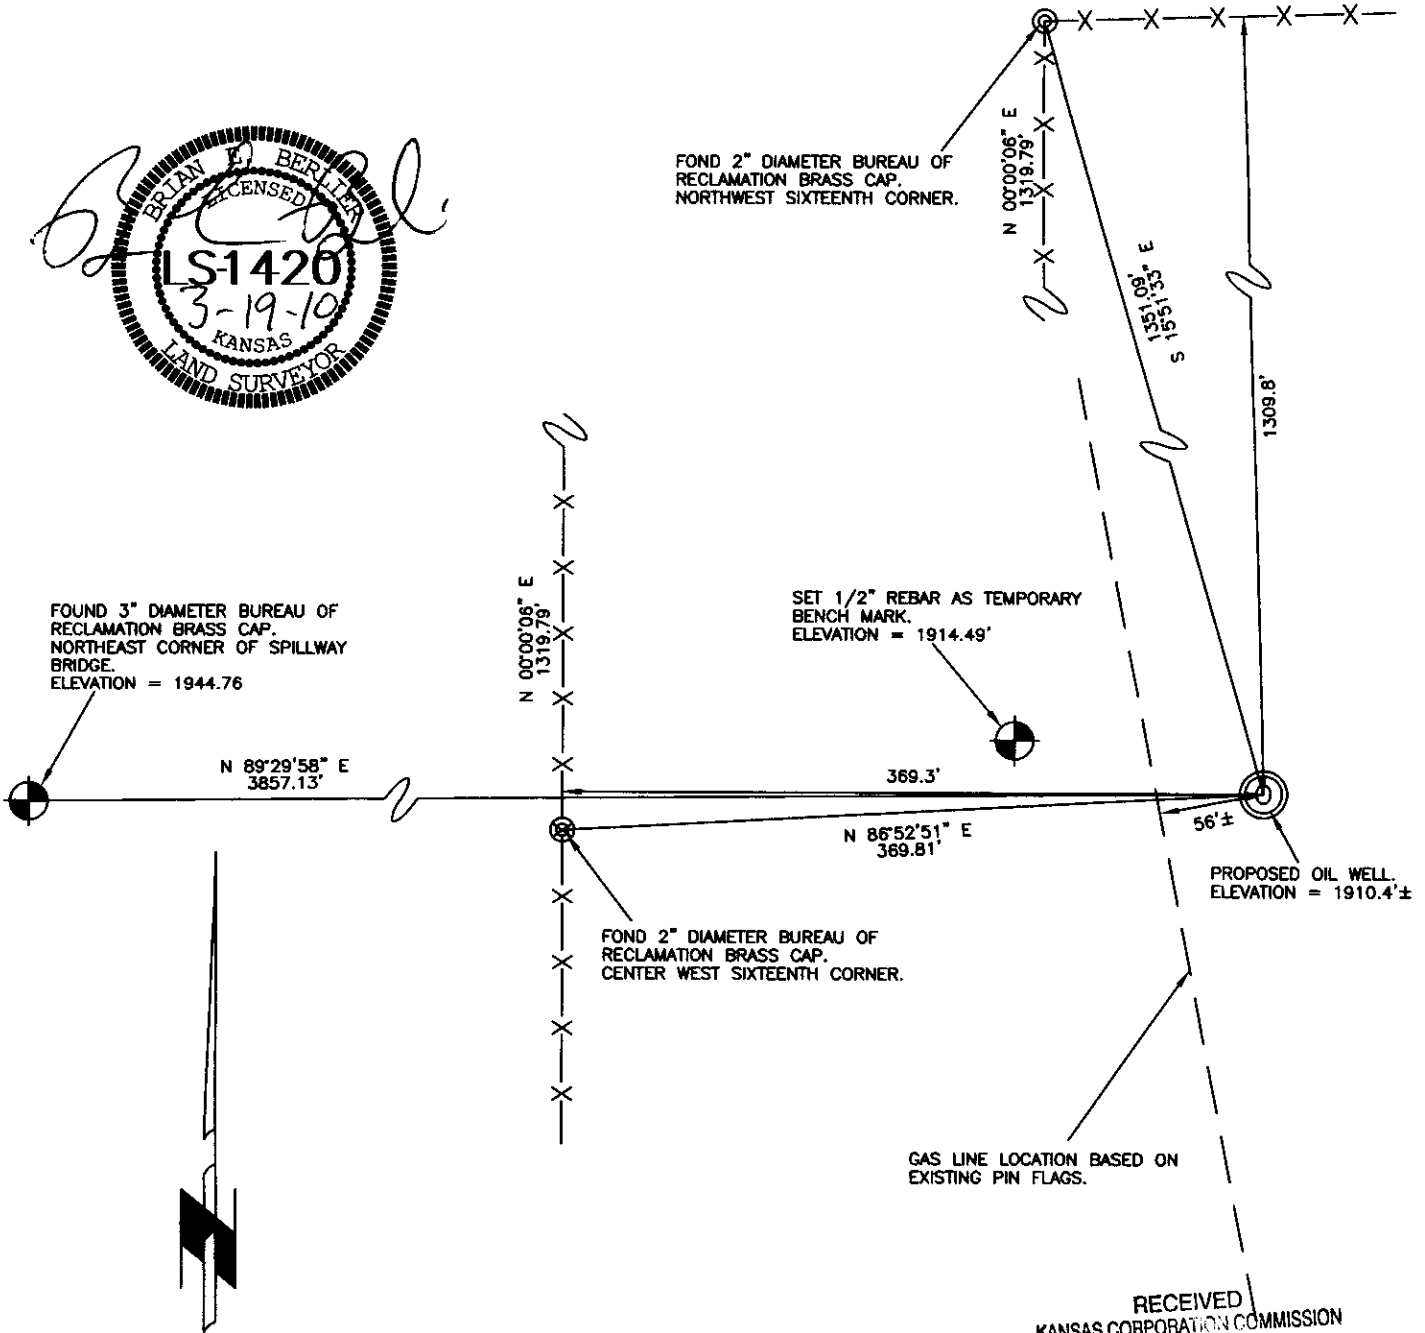 FOND 2" DIAMETER BUREAU OF
RECLAMATION BRASS CAP.
NORTHWEST SIXTEENTH CORNER.
N 00°00'06" E
1319.79'
1351.09'
S 15°51'33" E
1309.8'
BRIAN E. BERLIER
LICENSED
LS-1420
3-19-10
KANSAS
LAND SURVEYOR
FOUND 3" DIAMETER BUREAU OF
RECLAMATION BRASS CAP.
NORTHEAST CORNER OF SPILLWAY
BRIDGE.
ELEVATION = 1944.76
N 00°00'06" E
1319.79'
SET 1/2" REBAR AS TEMPORARY
BENCH MARK.
ELEVATION = 1914.49'
N 89°29'58" E
3857.13'
369.3'
N 86°52'51" E
369.81'
56'±
PROPOSED OIL WELL.
ELEVATION = 1910.4'±
FOND 2" DIAMETER BUREAU OF
RECLAMATION BRASS CAP.
CENTER WEST SIXTEENTH CORNER.
GAS LINE LOCATION BASED ON
EXISTING PIN FLAGS.
RECEIVED
KANSAS CORPORATION COMMISSION